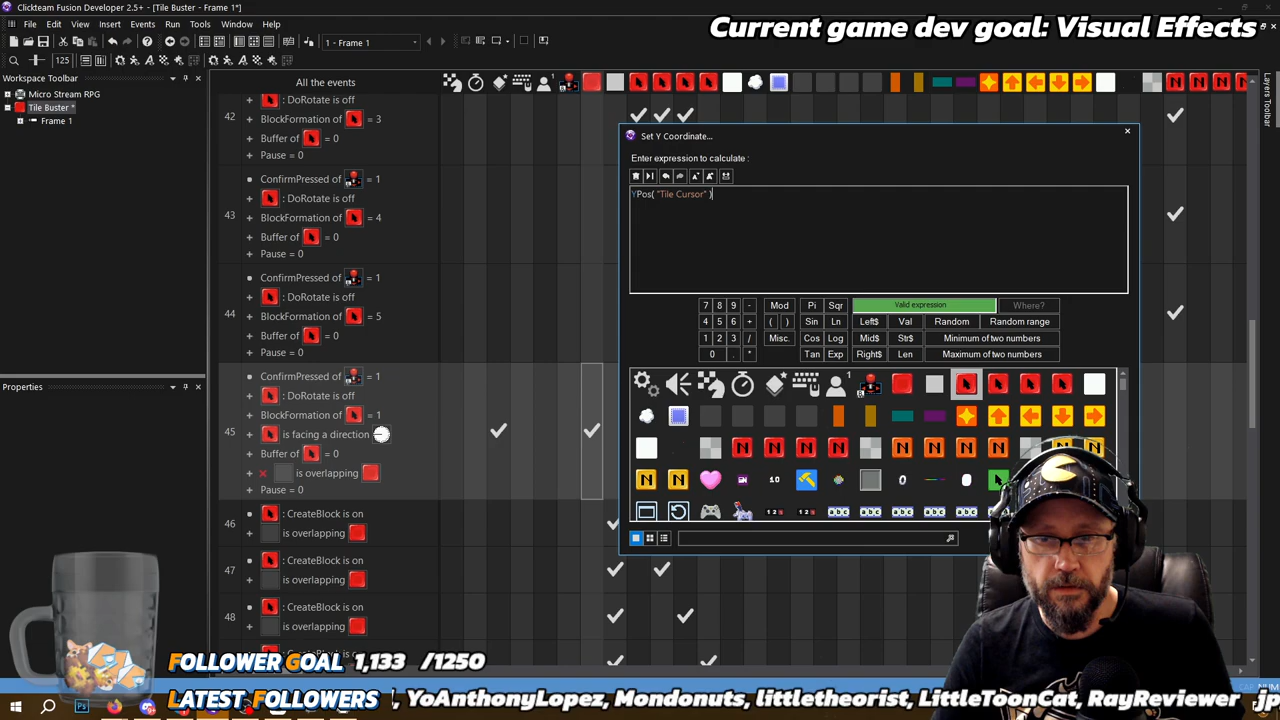 Clickteam Fusion Developer 2.5+ - [Tile Buster - Frame 1*]
File Edit View Insert Events Run Tools Window Help
Current game dev goal: Visual Effects
1 - Frame 1
123
Workspace Toolbar
Micro Stream RPG
Tile Buster *
Frame 1
Properties
All the events
Layers Toolbar
: DoRotate is off
42
BlockFormation of = 3
Buffer of = 0
Pause = 0
ConfirmPressed of = 1
: DoRotate is off
43
BlockFormation of = 4
Buffer of = 0
Pause = 0
ConfirmPressed of = 1
: DoRotate is off
44
BlockFormation of = 5
Buffer of = 0
Pause = 0
ConfirmPressed of = 1
: DoRotate is off
BlockFormation of = 1
45
is facing a direction
Buffer of = 0
is overlapping
Pause = 0
46
: CreateBlock is on
is overlapping
47
: CreateBlock is on
is overlapping
48
: CreateBlock is on
is overlapping
Set Y Coordinate...
Enter expression to calculate :
YPos( "Tile Cursor" )
7 8 9 - Mod Pi Sqr Valid expression Where?
4 5 6 + ( ) Sin Ln Left$ Val Random Random range
1 2 3 / Misc. Cos Log Mid$ Str$ Minimum of two numbers
0 . * Tan Exp Right$ Len Maximum of two numbers
FOLLOWER GOAL 1,133 /1250
LATEST FOLLOWERS , YoAnthonyLopez, Mondonuts, littletheorist, LittleToonCat, RayReviewer jp